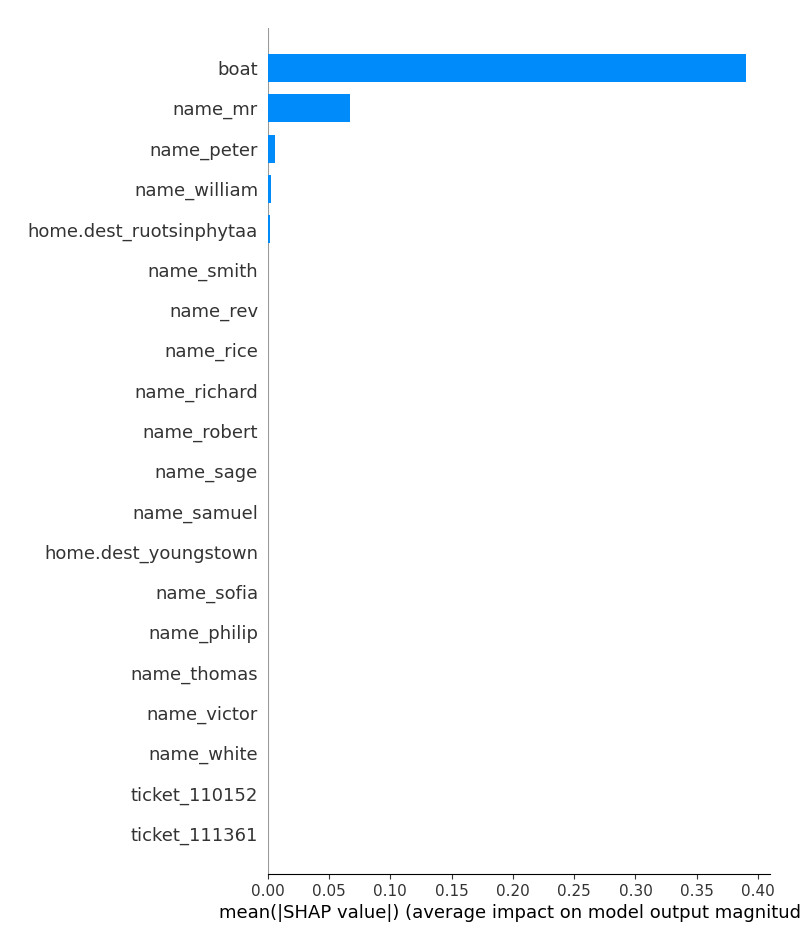 boat
name_mr
name_peter
name_william
home.dest_ruotsinphytaa
name_smith
name_rev
name_rice
name_richard
name_robert
name_sage
name_samuel
home.dest_youngstown
name_sofia
name_philip
name_thomas
name_victor
name_white
ticket_110152
ticket_111361
0.00 0.05 0.10 0.15 0.20 0.25 0.30 0.35 0.40
mean(|SHAP value|) (average impact on model output magnitud